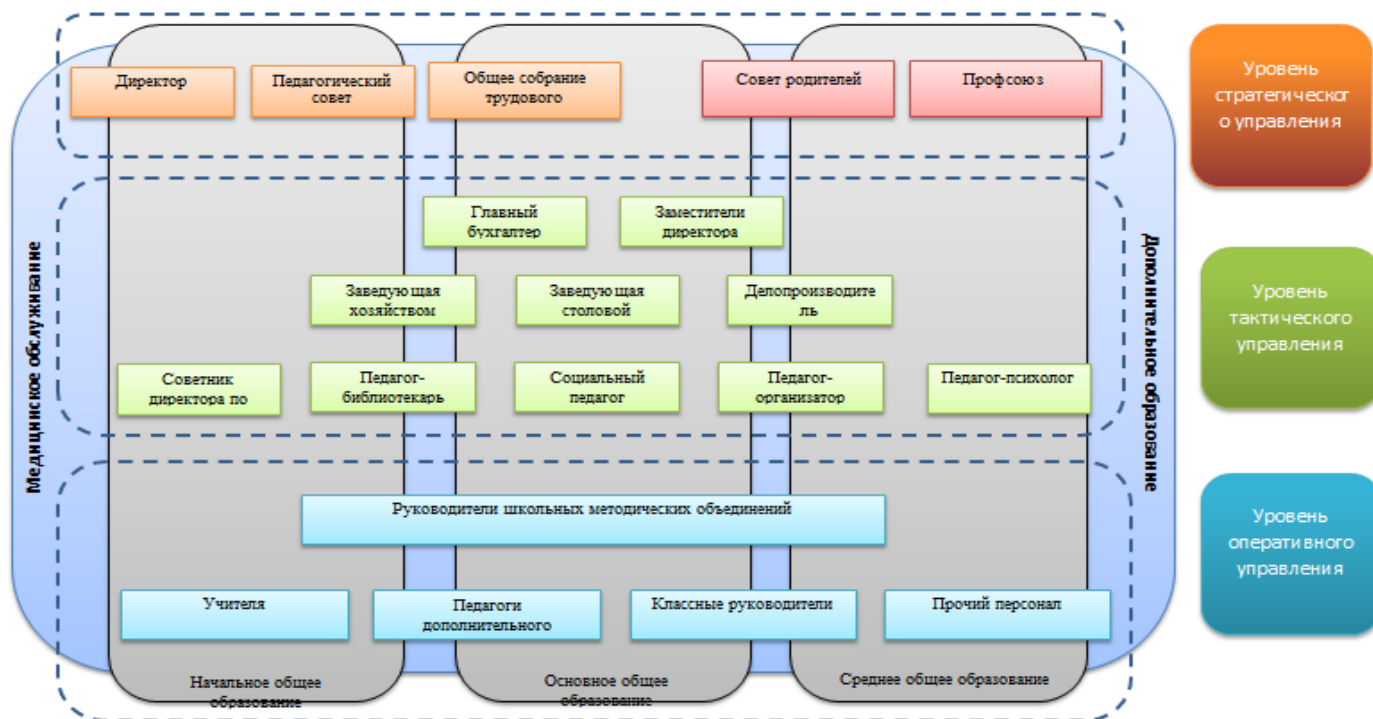 Директор
Педагогический
совет
Общее собрание
трудового
Совет родителей
Профсоюз
Уровень
стратегическог
о управления
Главный
бухгалтер
Заместители
директора
Заведующая
хозяйством
Заведующая
столовой
Делопроизводите
ль
Советник
директора по
Педагог-
библиотекарь
Социальный
педагог
Педагог-
организатор
Педагог-психолог
Уровень
тактического
управления
Медицинское обслуживание
Дополнительное образование
Руководители школьных методических объединений
Учителя
Педагоги
дополнительного
Классные руководители
Прочий персонал
Уровень
оперативного
управления
Начальное общее
образование
Основное общее
образование
Среднее общее образование